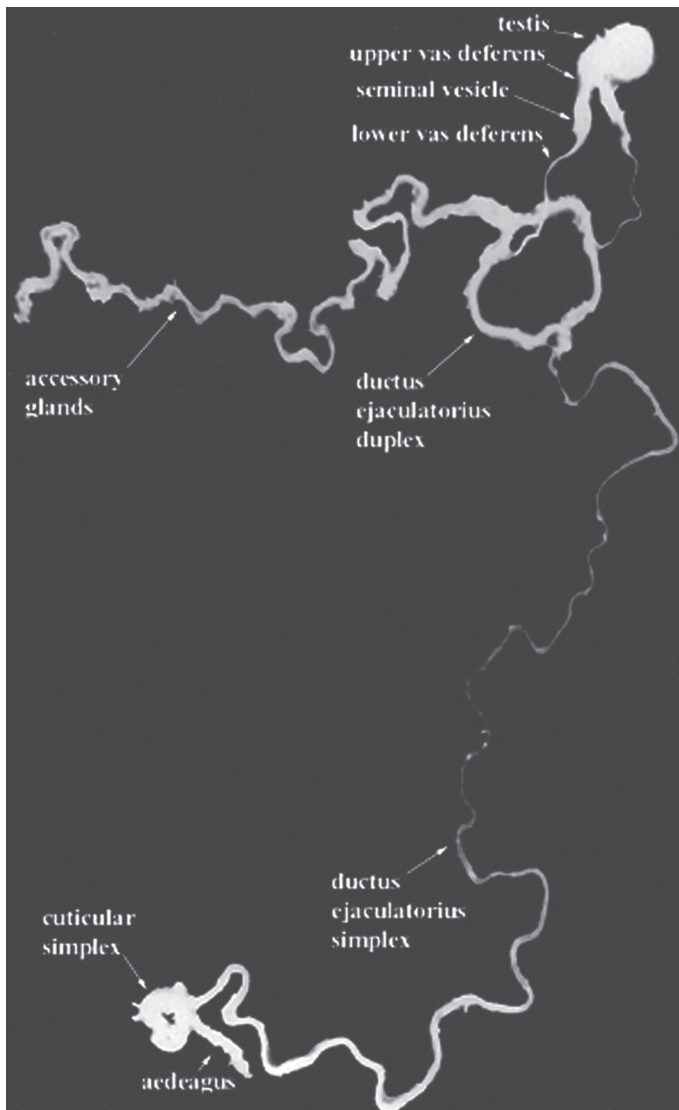 testis
upper vas deferens
seminal vesicle
lower vas deferens
accessory
glands
ductus
ejaculatorius
duplex
ductus
ejaculatorius
simplex
cuticular
simplex
aedeagus